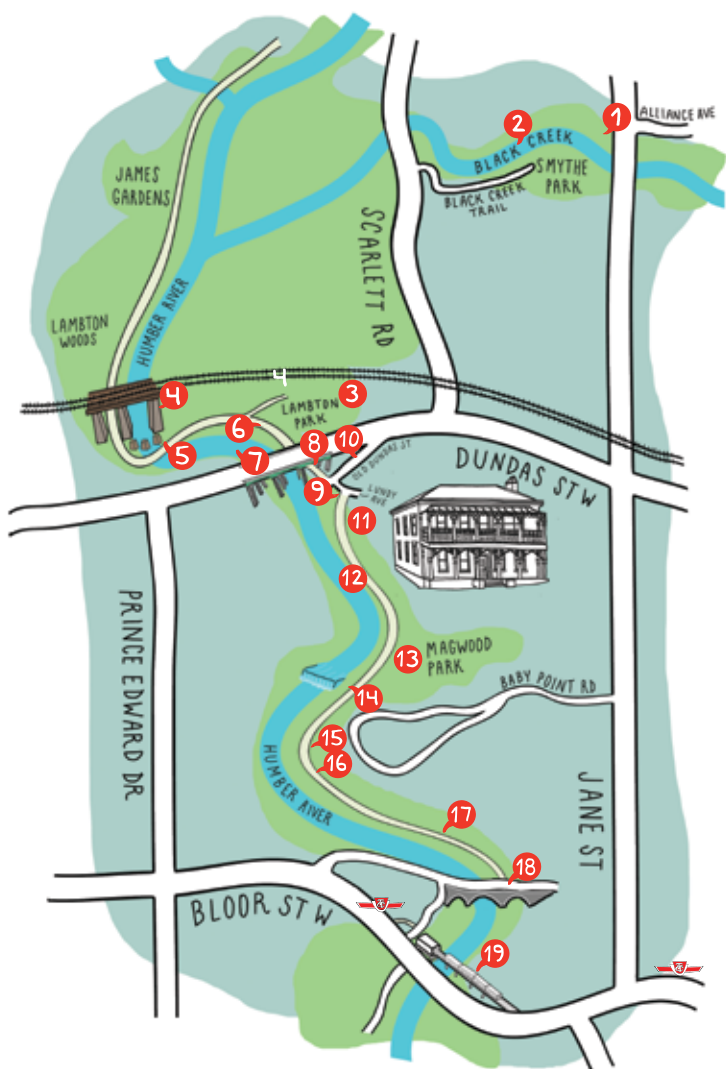 1
ALLIANCE AVE
2
BLACK CREEK
SMYTHE
PARK
BLACK CREEK
TRAIL
JAMES
GARDENS
SCARLETT RD
HUMBER RIVER
LAMBTON
WOODS
4
4
3
LAMBTON
PARK
6
5
7
8
10
OLD DUNDAS ST
DUNDAS ST W
9
LUNDY
AVE
11
12
PRINCE EDWARD DR
13
MAGWOOD
PARK
14
BABY POINT RD
15
16
HUMBER RIVER
17
JANE ST
18
BLOOR ST W
19